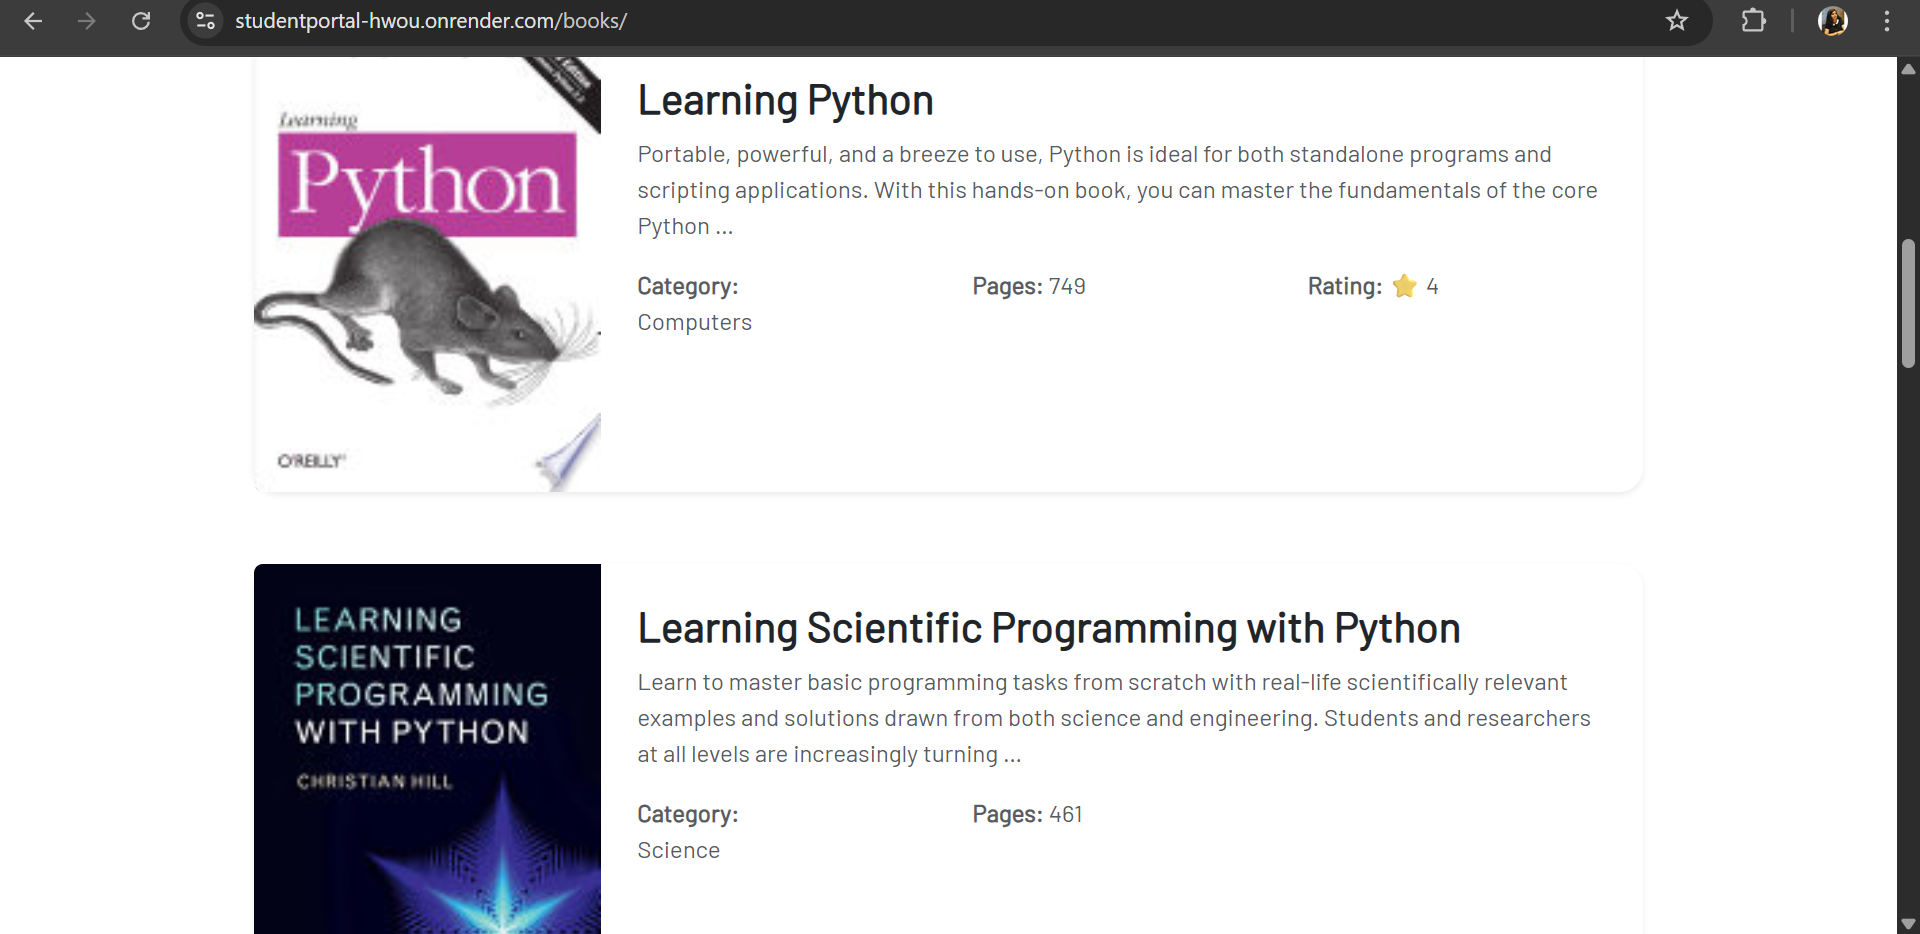 studentportal-hwou.onrender.com/books/
Learning
Python
O'REILLY
Learning Python
Portable, powerful, and a breeze to use, Python is ideal for both standalone programs and
scripting applications. With this hands-on book, you can master the fundamentals of the core
Python ...
Category:
Computers
Pages: 749
Rating: ⭐ 4
LEARNING
SCIENTIFIC
PROGRAMMING
WITH PYTHON
CHRISTIAN HILL
Learning Scientific Programming with Python
Learn to master basic programming tasks from scratch with real-life scientifically relevant
examples and solutions drawn from both science and engineering. Students and researchers
at all levels are increasingly turning ...
Category:
Science
Pages: 461